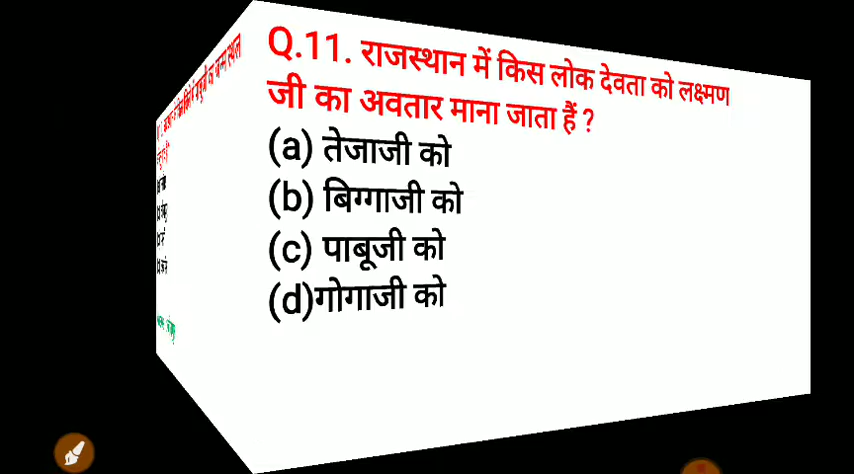 Q.11. राजस्थान में किस लोक देवता को लक्ष्मण
जी का अवतार माना जाता हैं ?
(a) तेजाजी को
(b) बिग्गाजी को
(c) पाबूजी को
(d)गोगाजी को